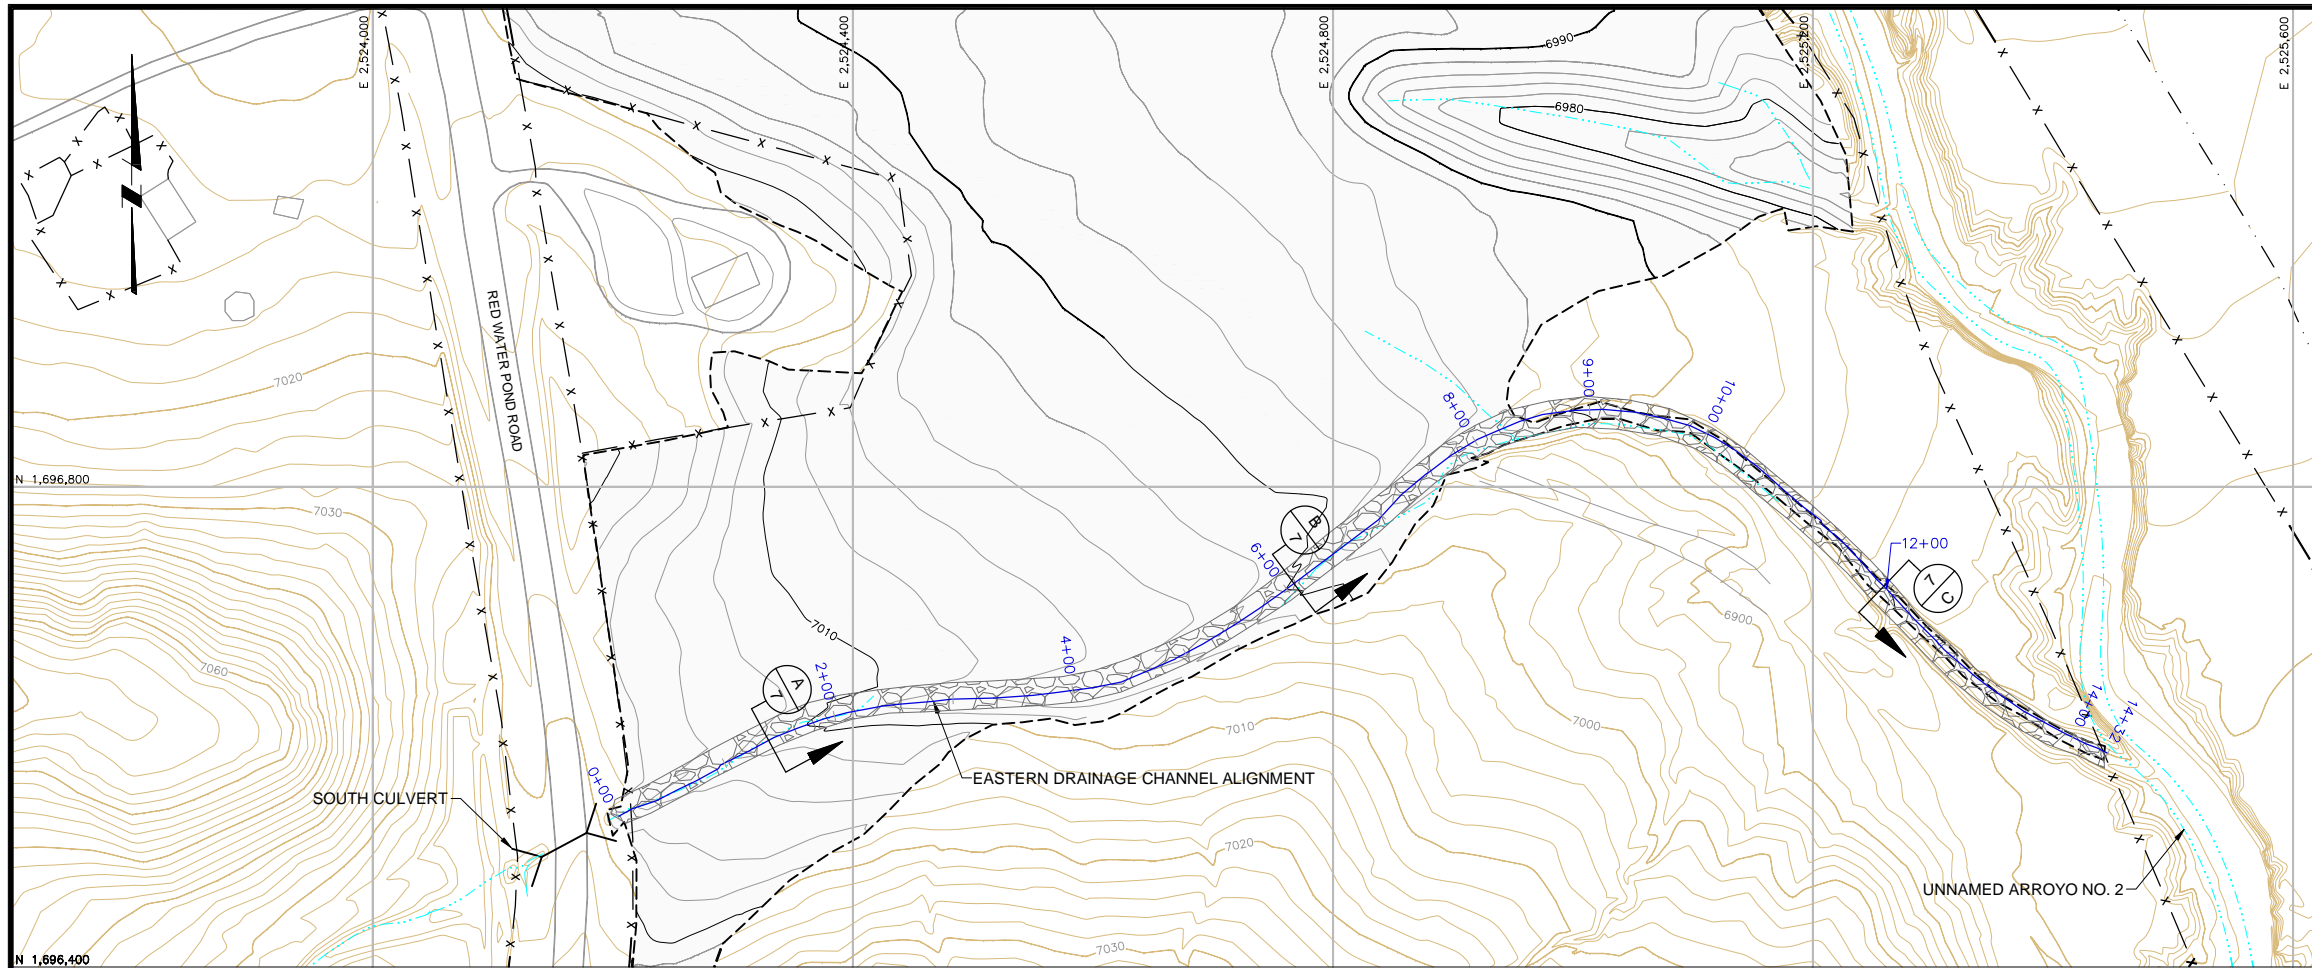 E 2,524,000
E 2,524,400
E 2,524,800
E 2,525,200
E 2,525,600
6990
6980
RED WATER POND ROAD
7020
9+00
10+00
8+00
N 1,696,800
7030
B
7
6+00
12+00
7
C
6900
7010
4+00
7060
A
7
2+00
14+00
14+32
7010
7000
0+00
EASTERN DRAINAGE CHANNEL ALIGNMENT
SOUTH CULVERT
7020
UNNAMED ARROYO NO. 2
7030
N 1,696,400